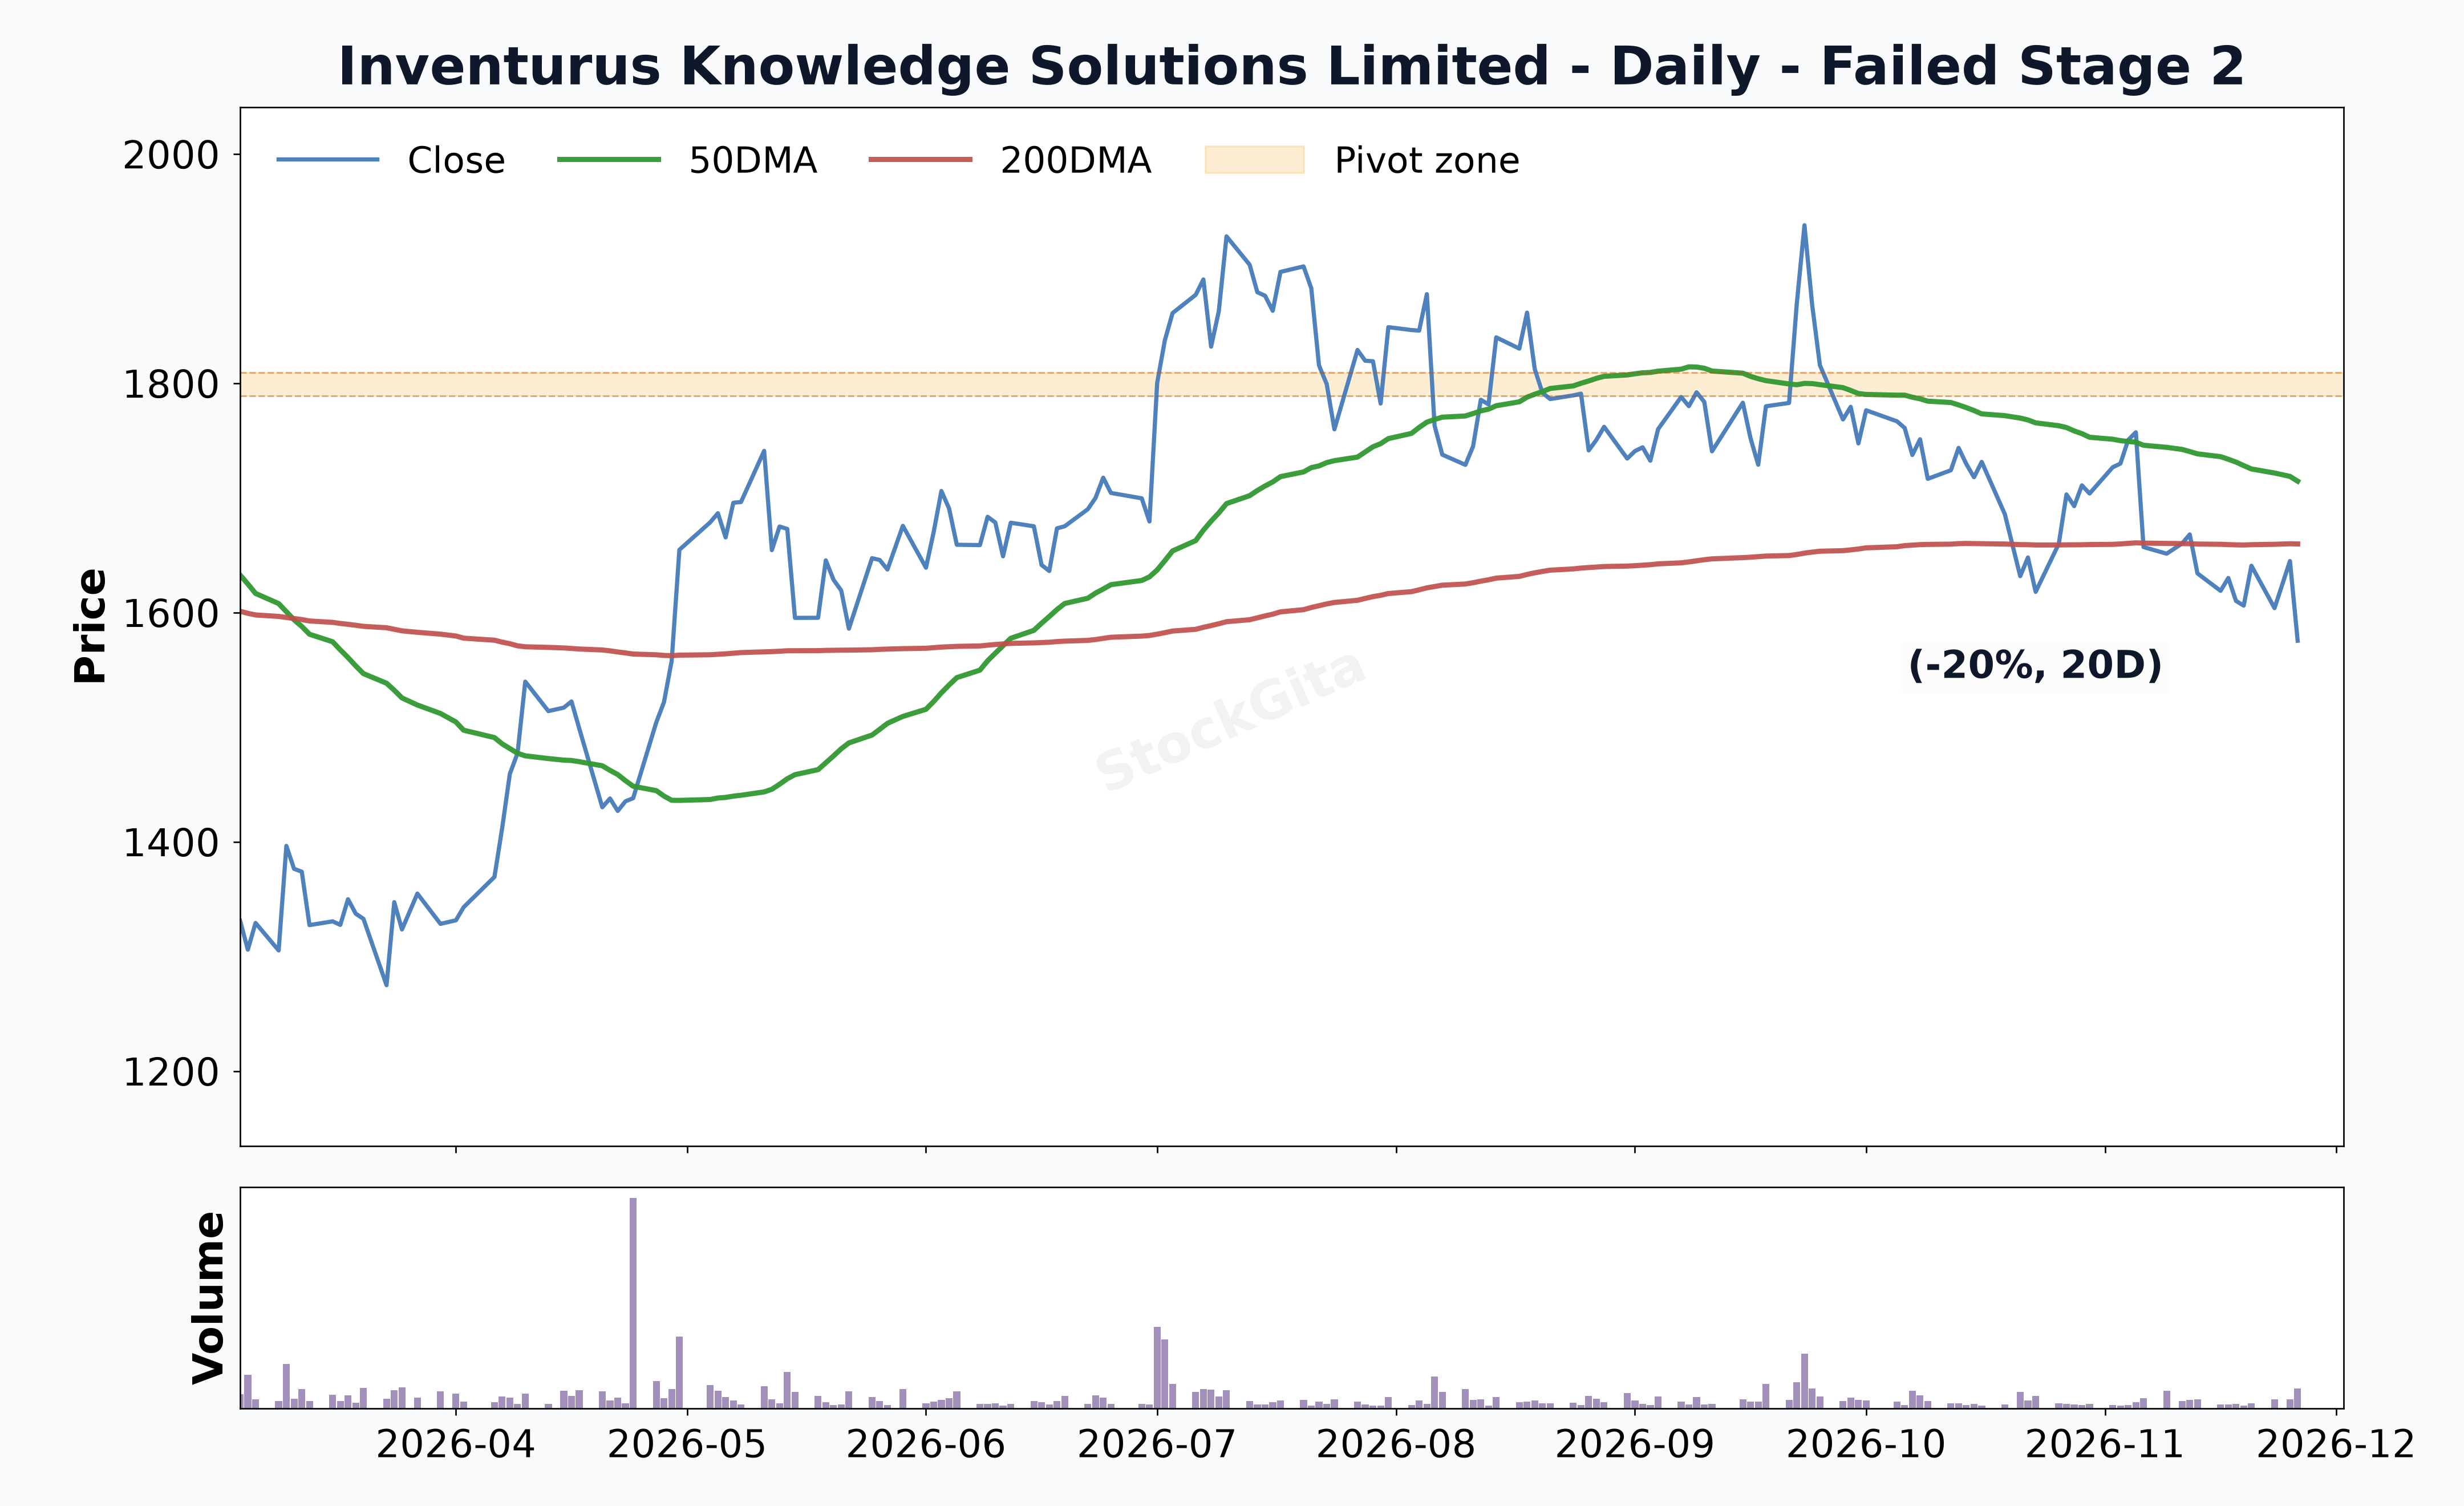 Inventurus Knowledge Solutions Limited - Daily - Failed Stage 2
Close 50DMA 200DMA Pivot zone
2000
1800
1600
1400
1200
Price
(-20%, 20D)
StockGita
Volume
2026-04 2026-05 2026-06 2026-07 2026-08 2026-09 2026-10 2026-11 2026-12